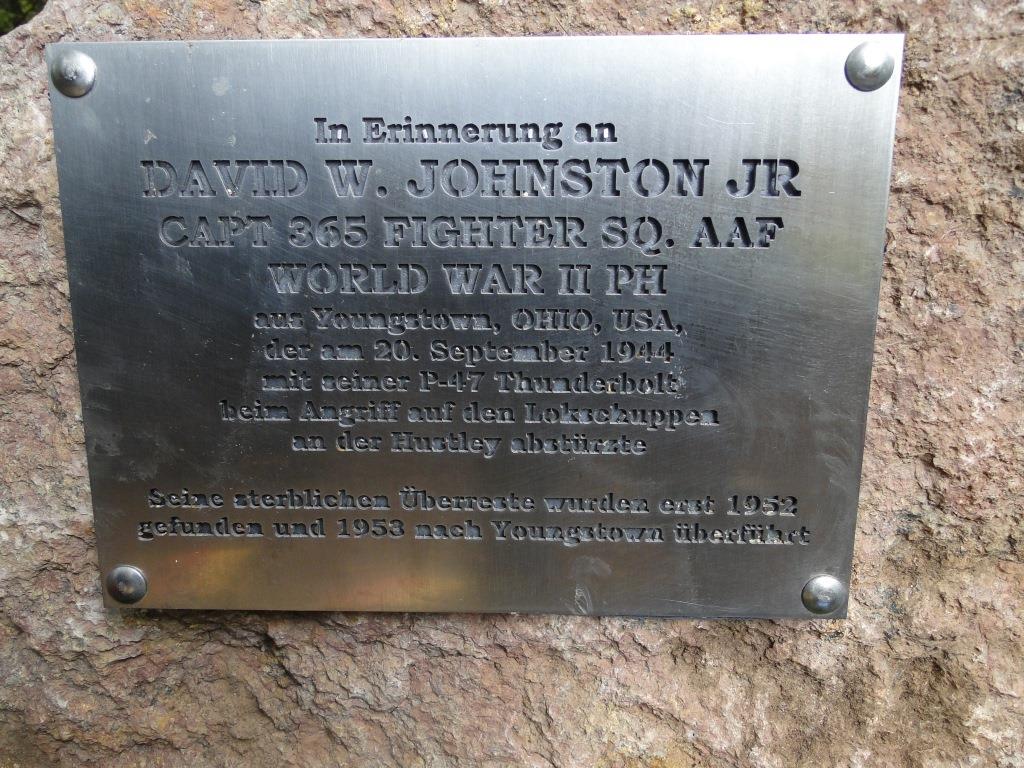 In Erinnerung an
DAVID W. JOHNSTON JR
CAPT 365 FIGHTER SQ. AAF
WORLD WAR II PH
aus Youngstown, OHIO, USA,
der am 20. September 1944
mit seiner P-47 Thunderbolt
beim Angriff auf den Lokschuppen
an der Hustley abstürzte
Seine sterblichen Überreste wurden erst 1952
gefunden und 1953 nach Youngstown überführt